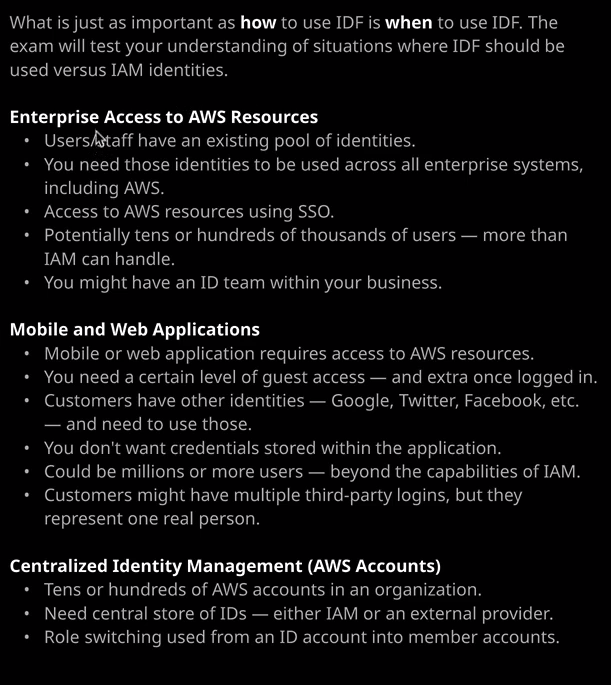 What is just as important as how to use IDF is when to use IDF. The
exam will test your understanding of situations where IDF should be
used versus IAM identities.
Enterprise Access to AWS Resources
• Users/Staff have an existing pool of identities.
• You need those identities to be used across all enterprise systems,
including AWS.
• Access to AWS resources using SSO.
• Potentially tens or hundreds of thousands of users — more than
IAM can handle.
• You might have an ID team within your business.
Mobile and Web Applications
• Mobile or web application requires access to AWS resources.
• You need a certain level of guest access — and extra once logged in.
• Customers have other identities — Google, Twitter, Facebook, etc.
— and need to use those.
• You don't want credentials stored within the application.
• Could be millions or more users — beyond the capabilities of IAM.
• Customers might have multiple third-party logins, but they
represent one real person.
Centralized Identity Management (AWS Accounts)
• Tens or hundreds of AWS accounts in an organization.
• Need central store of IDs — either IAM or an external provider.
• Role switching used from an ID account into member accounts.